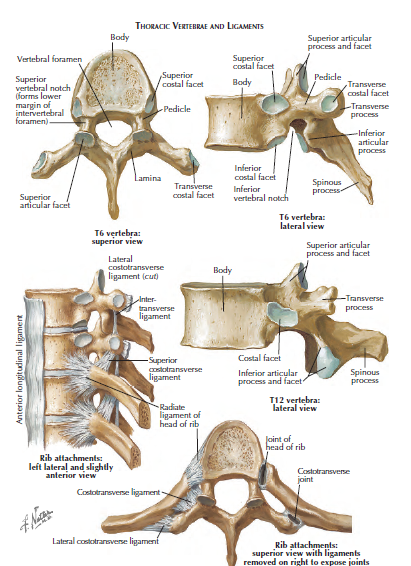 THORACIC VERTEBRAE AND LIGAMENTS
Body
Vertebral foramen
Superior
vertebral notch
(forms lower
margin of
intervertebral
foramen)
Superior
costal facet
Pedicle
Lamina
Transverse
costal facet
Superior
articular facet
T6 vertebra:
superior view
Superior articular
process and facet
Superior
costal facet
Body
Pedicle
Transverse
costal facet
Transverse
process
Inferior
articular
process
Inferior
costal facet
Inferior
vertebral notch
Spinous
process
T6 vertebra:
lateral view
Lateral
costotransverse
ligament (cut)
Inter-
transverse
ligament
Anterior longitudinal ligament
Superior
costotransverse
ligament
Radiate
ligament of
head of rib
Rib attachments:
left lateral and slightly
anterior view
Superior articular
process and facet
Body
Transverse
process
Costal facet
Inferior articular
process and facet
Spinous
process
T12 vertebra:
lateral view
Joint of
head of rib
Costotransverse
joint
Costotransverse ligament
Lateral costotransverse ligament
Rib attachments:
superior view with ligaments
removed on right to expose joints